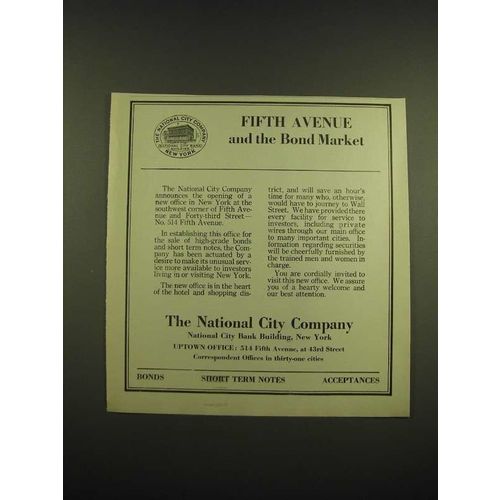 THE NATIONAL CITY COMPANY
NATIONAL CITY BANK
BUILDING
NEW YORK
FIFTH AVENUE
and the Bond Market
The National City Company
announces the opening of a
new office in New York at the
southwest corner of Fifth Ave-
nue and Forty-third Street—
No. 514 Fifth Avenue.
In establishing this office for
the sale of high-grade bonds
and short term notes, the Com-
pany has been actuated by a
desire to make its unusual serv-
ice more available to investors
living in or visiting New York.
The new office is in the heart
of the hotel and shopping dis-
trict, and will save an hour's
time for many who, otherwise,
would have to journey to Wall
Street. We have provided there
every facility for service to
investors, including private
wires through our main office
to many important cities. In-
formation regarding securities
will be cheerfully furnished by
the trained men and women in
charge.
You are cordially invited to
visit this new office. We assure
you of a hearty welcome and
our best attention.
The National City Company
National City Bank Building, New York
UPTOWN OFFICE: 514 Fifth Avenue, at 43rd Street
Correspondent Offices in thirty-one cities
BONDS SHORT TERM NOTES ACCEPTANCES